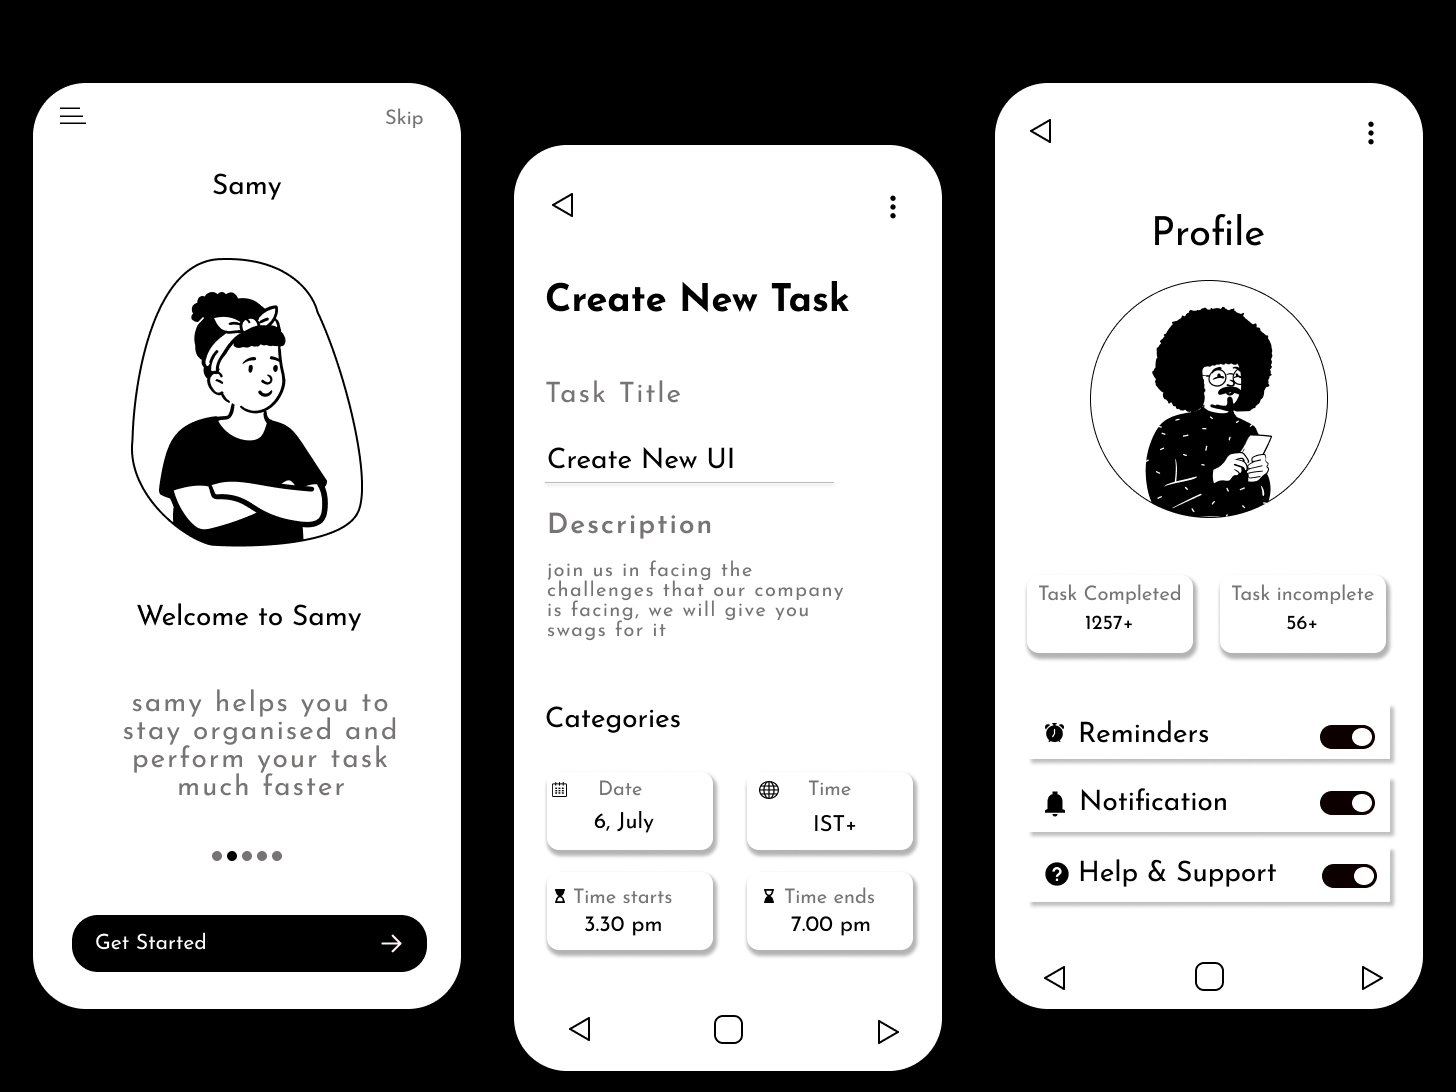 Skip
Samy
Welcome to Samy
samy helps you to
stay organised and
perform your task
much faster
Get Started
Create New Task
Task Title
Create New UI
Description
join us in facing the
challenges that our company
is facing, we will give you
swags for it
Categories
Date
6, July
Time
IST+
Time starts
3.30 pm
Time ends
7.00 pm
Profile
Task Completed
1257+
Task incomplete
56+
Reminders
Notification
Help & Support